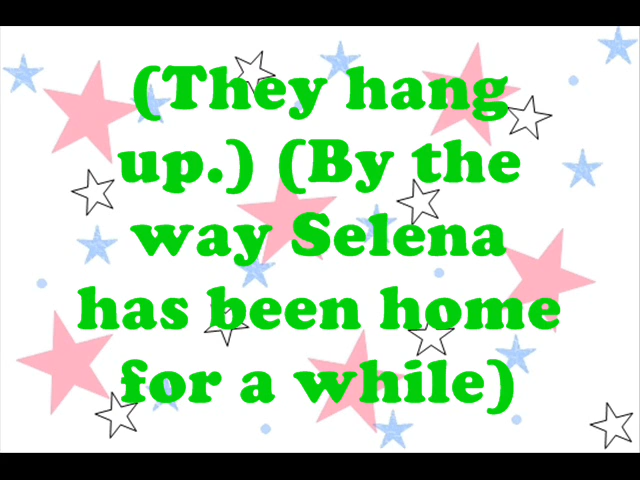 (They hang
up.) (By the
way Selena
has been home
for a while)